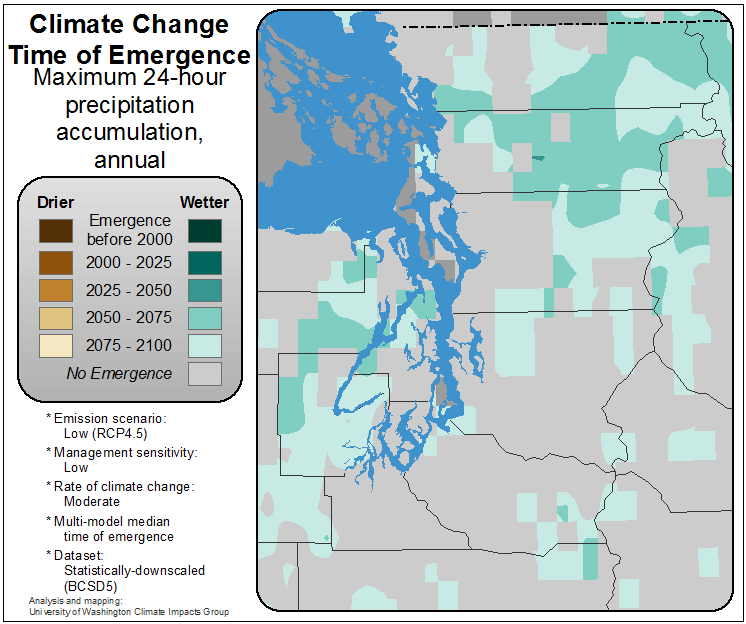 Climate Change
Time of Emergence
Maximum 24-hour
precipitation
accumulation,
annual
Drier Wetter
Emergence
before 2000
2000 - 2025
2025 - 2050
2050 - 2075
2075 - 2100
No Emergence
* Emission scenario:
Low (RCP4.5)
* Management sensitivity:
Low
* Rate of climate change:
Moderate
* Multi-model median
time of emergence
* Dataset:
Statistically-downscaled
(BCSD5)
Analysis and mapping:
University of Washington Climate Impacts Group